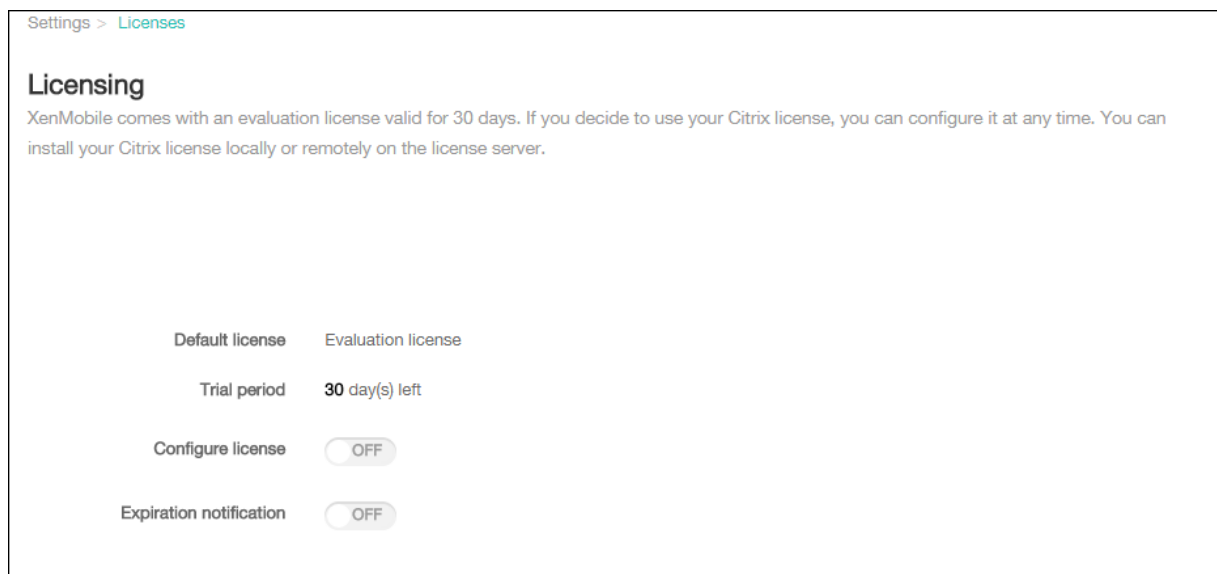 Settings > Licenses
Licensing
XenMobile comes with an evaluation license valid for 30 days. If you decide to use your Citrix license, you can configure it at any time. You can
install your Citrix license locally or remotely on the license server.
Default license Evaluation license
Trial period 30 day(s) left
Configure license OFF
Expiration notification OFF